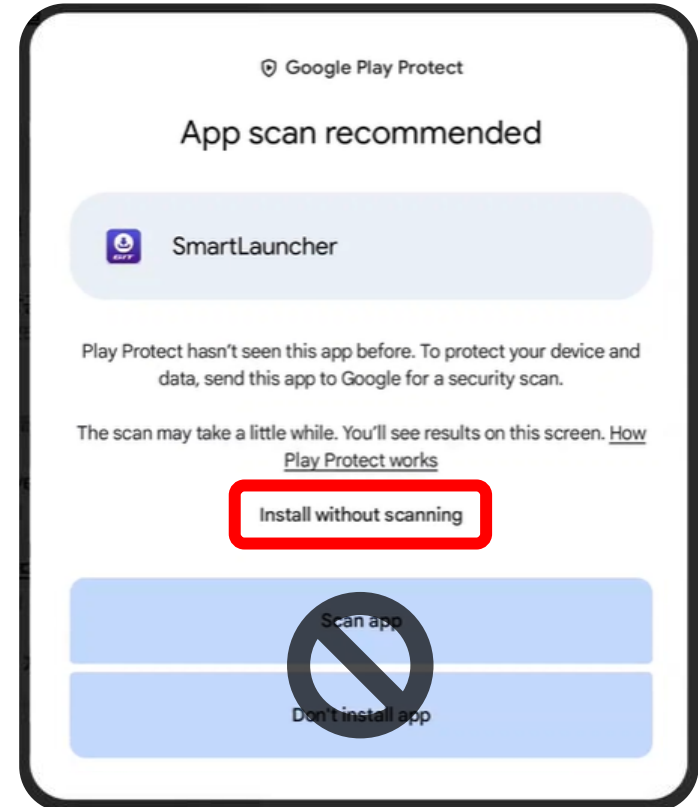 Google Play Protect
App scan recommended
GIT
SmartLauncher
Play Protect hasn't seen this app before. To protect your device and
data, send this app to Google for a security scan.
The scan may take a little while. You'll see results on this screen. How
Play Protect works
Install without scanning
Scan app
Don't install app